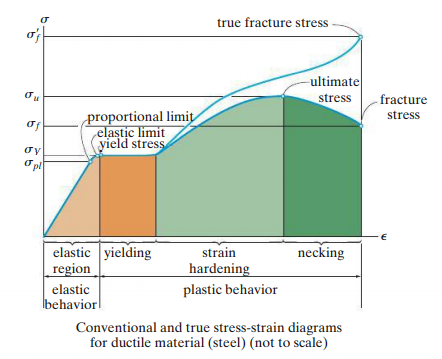 σ
true fracture stress
σ′f
σu
ultimate
stress
fracture
stress
proportional limit
σf
elastic limit
yield stress
σY
σpl
ϵ
elastic
region
yielding
strain
hardening
necking
elastic
behavior
plastic behavior
Conventional and true stress-strain diagrams
for ductile material (steel) (not to scale)